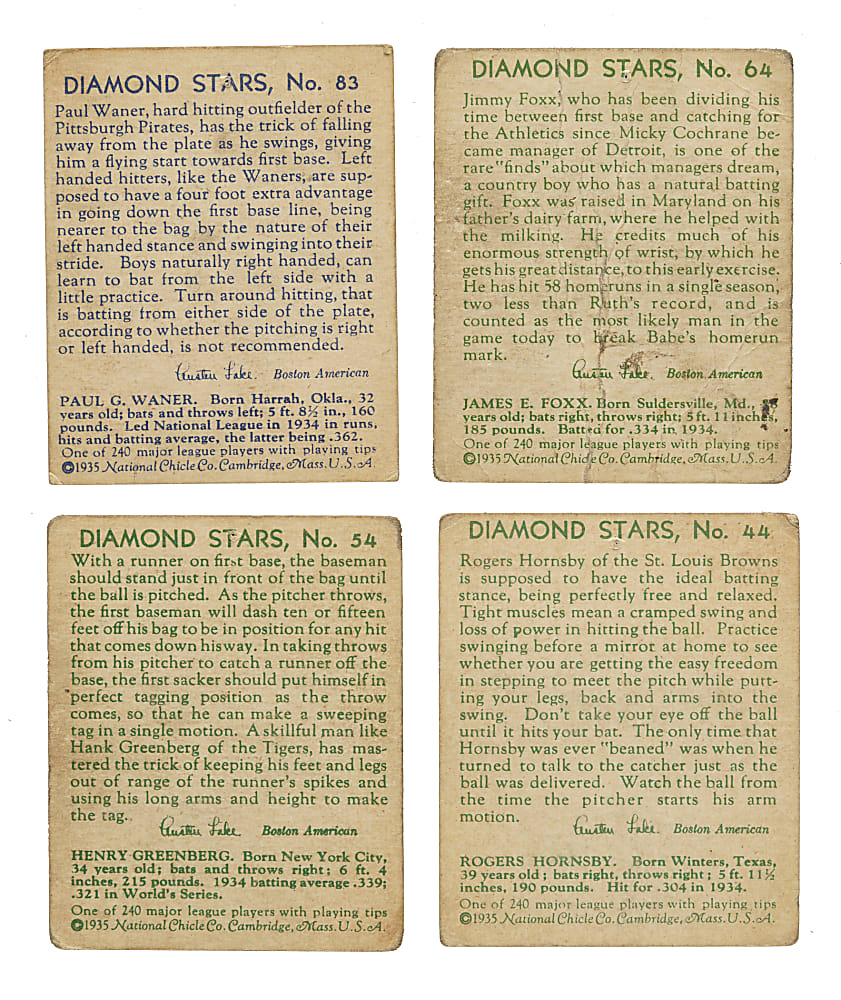 DIAMOND STARS, No. 83
Paul Waner, hard hitting outfielder of the
Pittsburgh Pirates, has the trick of falling
away from the plate as he swings, giving
him a flying start towards first base. Left
handed hitters, like the Waners, are sup-
posed to have a four foot extra advantage
in going down the first base line, being
nearer to the bag by the nature of their
left handed stance and swinging into their
stride. Boys naturally right handed, can
learn to bat from the left side with a
little practice. Turn around hitting, that
is batting from either side of the plate,
according to whether the pitching is right
or left handed, is not recommended.
Austen Lake. Boston American
PAUL G. WANER. Born Harrah, Okla., 32
years old; bats and throws left; 5 ft. 8½ in., 160
pounds. Led National League in 1934 in runs,
hits and batting average, the latter being .362.
One of 240 major league players with playing tips
©1935 National Chicle Co. Cambridge, Mass. U.S.A.
DIAMOND STARS, No. 64
Jimmy Foxx, who has been dividing his
time between first base and catching for
the Athletics since Micky Cochrane be-
came manager of Detroit, is one of the
rare "finds" about which managers dream,
a country boy who has a natural batting
gift. Foxx was raised in Maryland on his
father's dairy farm, where he helped with
the milking. He credits much of his
enormous strength of wrist, by which he
gets his great distance, to this early exercise.
He has hit 58 homeruns in a single season,
two less than Ruth's record, and is
counted as the most likely man in the
game today to break Babe's homerun
mark.
Austen Lake. Boston American
JAMES E. FOXX. Born Suldersville, Md.,
years old; bats right, throws right; 5 ft. 11 inches,
185 pounds. Batted for .334 in 1934.
One of 240 major league players with playing tips
©1935 National Chicle Co. Cambridge, Mass. U.S.A.
DIAMOND STARS, No. 54
With a runner on first base, the baseman
should stand just in front of the bag until
the ball is pitched. As the pitcher throws,
the first baseman will dash ten or fifteen
feet off his bag to be in position for any hit
that comes down his way. In taking throws
from his pitcher to catch a runner off the
base, the first sacker should put himself in
perfect tagging position as the throw
comes, so that he can make a sweeping
tag in a single motion. A skillful man like
Hank Greenberg of the Tigers, has mas-
tered the trick of keeping his feet and legs
out of range of the runner's spikes and
using his long arms and height to make
the tag.
Austen Lake. Boston American
HENRY GREENBERG. Born New York City,
34 years old; bats and throws right; 6 ft. 4
inches, 215 pounds. 1934 batting average .339;
.321 in World's Series.
One of 240 major league players with playing tips
©1935 National Chicle Co. Cambridge, Mass. U.S.A.
DIAMOND STARS, No. 44
Rogers Hornsby of the St. Louis Browns
is supposed to have the ideal batting
stance, being perfectly free and relaxed.
Tight muscles mean a cramped swing and
loss of power in hitting the ball. Practice
swinging before a mirror at home to see
whether you are getting the easy freedom
in stepping to meet the pitch while putt-
ing your legs, back and arms into the
swing. Don't take your eye off the ball
until it hits your bat. The only time that
Hornsby was ever "beaned" was when he
turned to talk to the catcher just as the
ball was delivered. Watch the ball from
the time the pitcher starts his arm
motion.
Austen Lake. Boston American
ROGERS HORNSBY. Born Winters, Texas,
39 years old; bats right, throws right; 5 ft. 11½
inches, 190 pounds. Hit for .304 in 1934.
One of 240 major league players with playing tips
©1935 National Chicle Co. Cambridge, Mass. U.S.A.